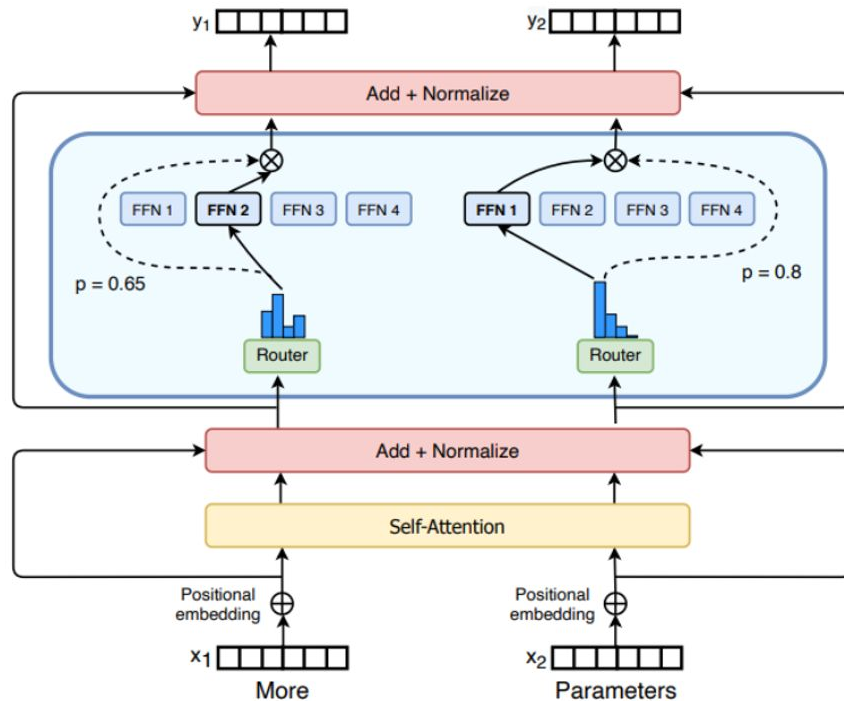 y1 y2
Add + Normalize
FFN 1 FFN 2 FFN 3 FFN 4 FFN 1 FFN 2 FFN 3 FFN 4
p = 0.65 p = 0.8
Router Router
Add + Normalize
Self-Attention
Positional
embedding
Positional
embedding
x1 x2
More Parameters